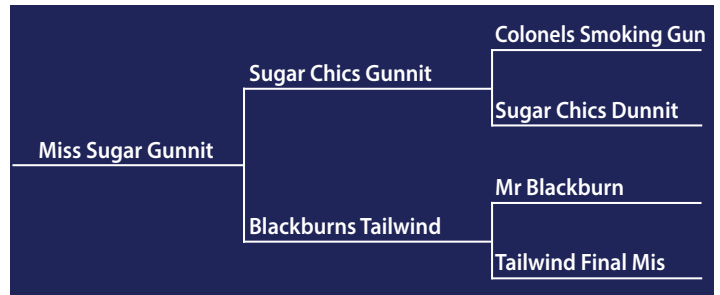 Colonels Smoking Gun
Sugar Chics Gunnit
Sugar Chics Dunnit
Miss Sugar Gunnit
Mr Blackburn
Blackburns Tailwind
Tailwind Final Mis